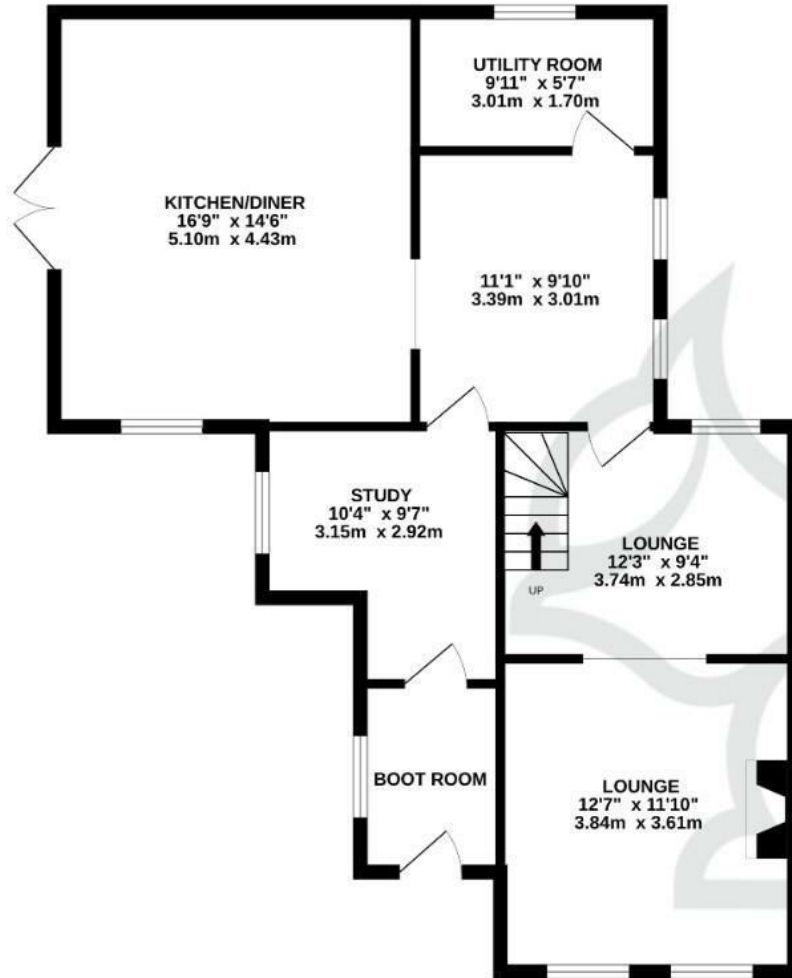 UTILITY ROOM
9'11" x 5'7"
3.01m x 1.70m
KITCHEN/DINER
16'9" x 14'6"
5.10m x 4.43m
11'1" x 9'10"
3.39m x 3.01m
STUDY
10'4" x 9'7"
3.15m x 2.92m
LOUNGE
12'3" x 9'4"
3.74m x 2.85m
UP
BOOT ROOM
LOUNGE
12'7" x 11'10"
3.84m x 3.61m